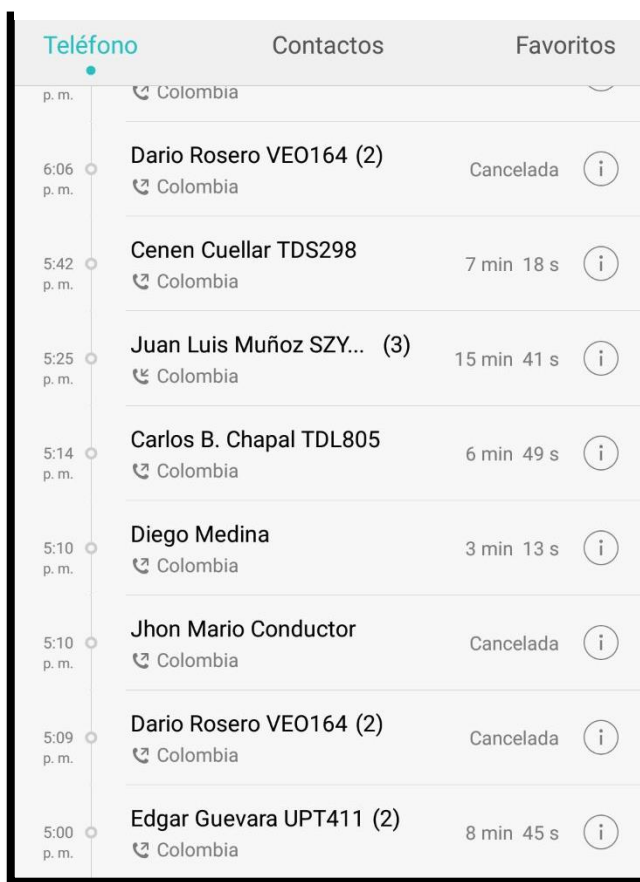 Teléfono Contactos Favoritos
p. m. Colombia
Dario Rosero VEO164 (2)
6:06 Cancelada
p. m. Colombia
Cenen Cuellar TDS298
5:42 7 min 18 s
p. m. Colombia
Juan Luis Muñoz SZY... (3)
5:25 15 min 41 s
p. m. Colombia
Carlos B. Chapal TDL805
5:14 6 min 49 s
p. m. Colombia
Diego Medina
5:10 3 min 13 s
p. m. Colombia
Jhon Mario Conductor
5:10 Cancelada
p. m. Colombia
Dario Rosero VEO164 (2)
5:09 Cancelada
p. m. Colombia
Edgar Guevara UPT411 (2)
5:00 8 min 45 s
p. m. Colombia